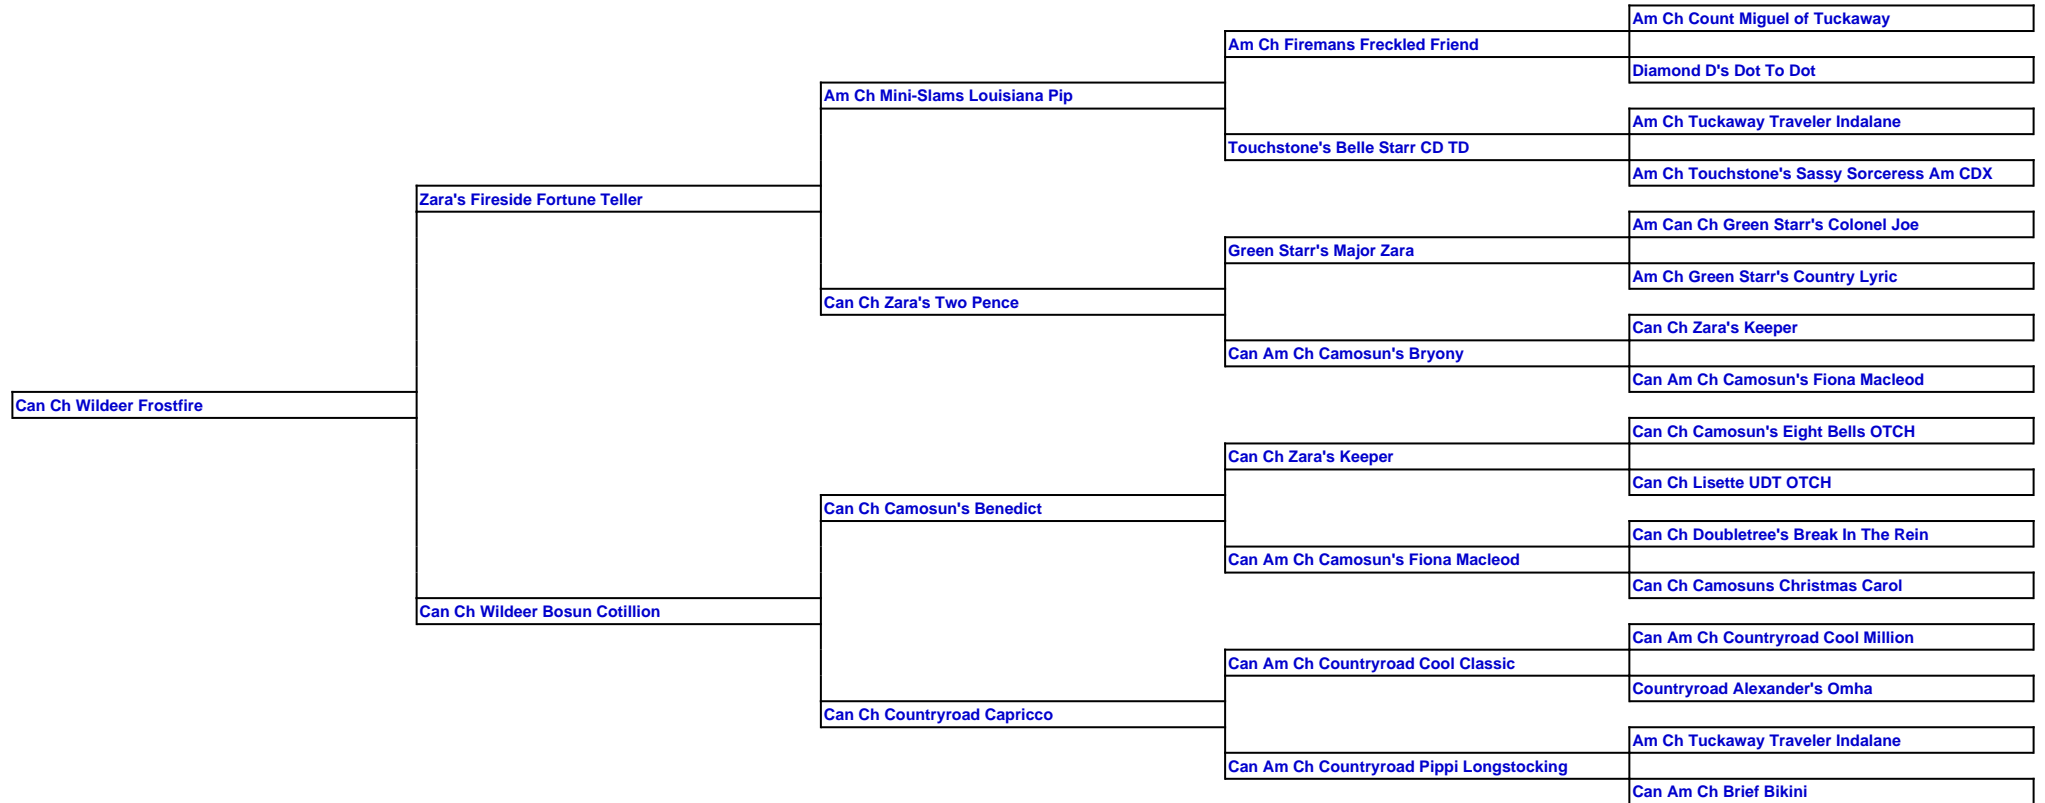 Am Ch Count Miguel of Tuckaway
Am Ch Firemans Freckled Friend
Diamond D's Dot To Dot
Am Ch Mini-Slams Louisiana Pip
Am Ch Tuckaway Traveler Indalane
Touchstone's Belle Starr CD TD
Am Ch Touchstone's Sassy Sorceress Am CDX
Zara's Fireside Fortune Teller
Am Can Ch Green Starr's Colonel Joe
Green Starr's Major Zara
Am Ch Green Starr's Country Lyric
Can Ch Zara's Two Pence
Can Ch Zara's Keeper
Can Am Ch Camosun's Bryony
Can Am Ch Camosun's Fiona Macleod
Can Ch Wildeer Frostfire
Can Ch Camosun's Eight Bells OTCH
Can Ch Zara's Keeper
Can Ch Lisette UDT OTCH
Can Ch Camosun's Benedict
Can Ch Doubletree's Break In The Rein
Can Am Ch Camosun's Fiona Macleod
Can Ch Camosuns Christmas Carol
Can Ch Wildeer Bosun Cotillion
Can Am Ch Countryroad Cool Million
Can Am Ch Countryroad Cool Classic
Countryroad Alexander's Omha
Can Ch Countryroad Capricco
Am Ch Tuckaway Traveler Indalane
Can Am Ch Countryroad Pippi Longstocking
Can Am Ch Brief Bikini